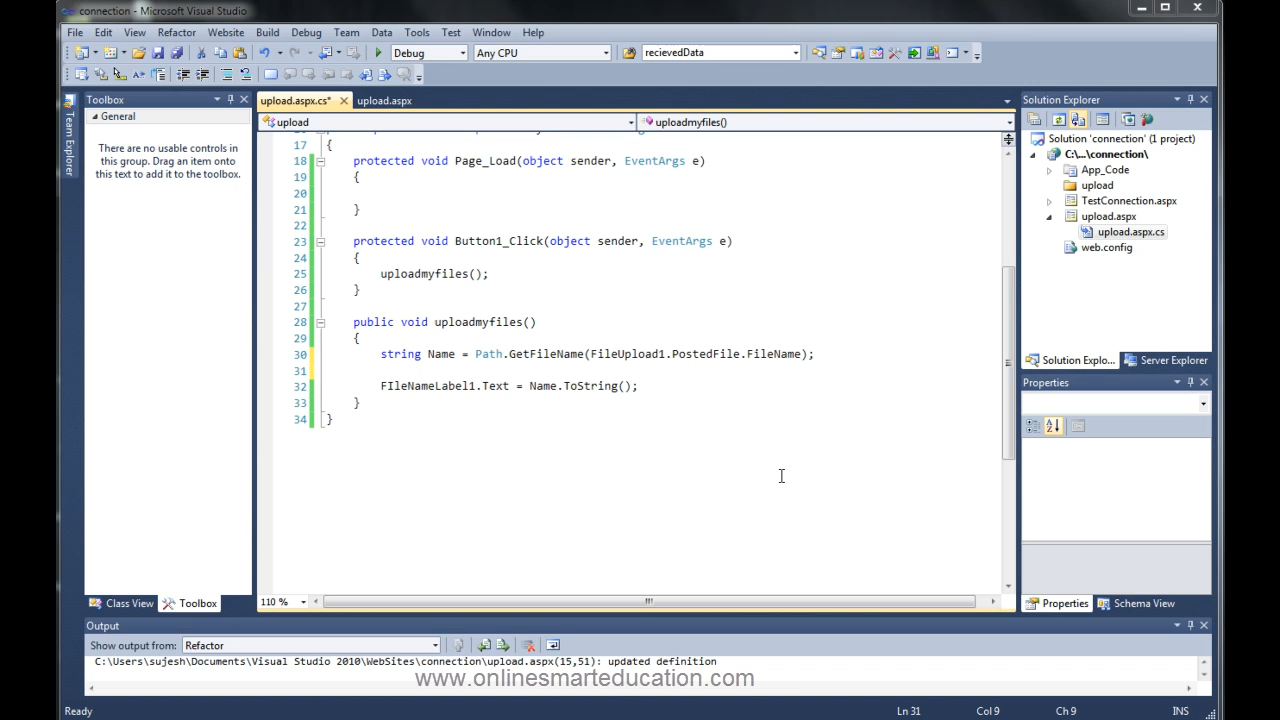 connection - Microsoft Visual Studio
File Edit View Refactor Website Build Debug Team Data Tools Test Window Help
Debug Any CPU recievedData
Team Explorer
Toolbox
General
There are no usable controls in this group. Drag an item onto this text to add it to the toolbox.
Class View Toolbox
upload.aspx.cs* upload.aspx
upload uploadmyfiles()
17 {
18 protected void Page_Load(object sender, EventArgs e)
19 {
20
21 }
22
23 protected void Button1_Click(object sender, EventArgs e)
24 {
25 uploadmyfiles();
26 }
27
28 public void uploadmyfiles()
29 {
30 string Name = Path.GetFileName(FileUpload1.PostedFile.FileName);
31
32 FIleNameLabel1.Text = Name.ToString();
33 }
34 }
110 %
Solution Explorer
Solution 'connection' (1 project)
C:\...\connection\
App_Code
upload
TestConnection.aspx
upload.aspx
upload.aspx.cs
web.config
Solution Explo... Server Explorer
Properties
Properties Schema View
Output
Show output from: Refactor
C:\Users\sujesh\Documents\Visual Studio 2010\WebSites\connection\upload.aspx(15,51): updated definition
www.onlinesmarteducation.com
Ready Ln 31 Col 9 Ch 9 INS